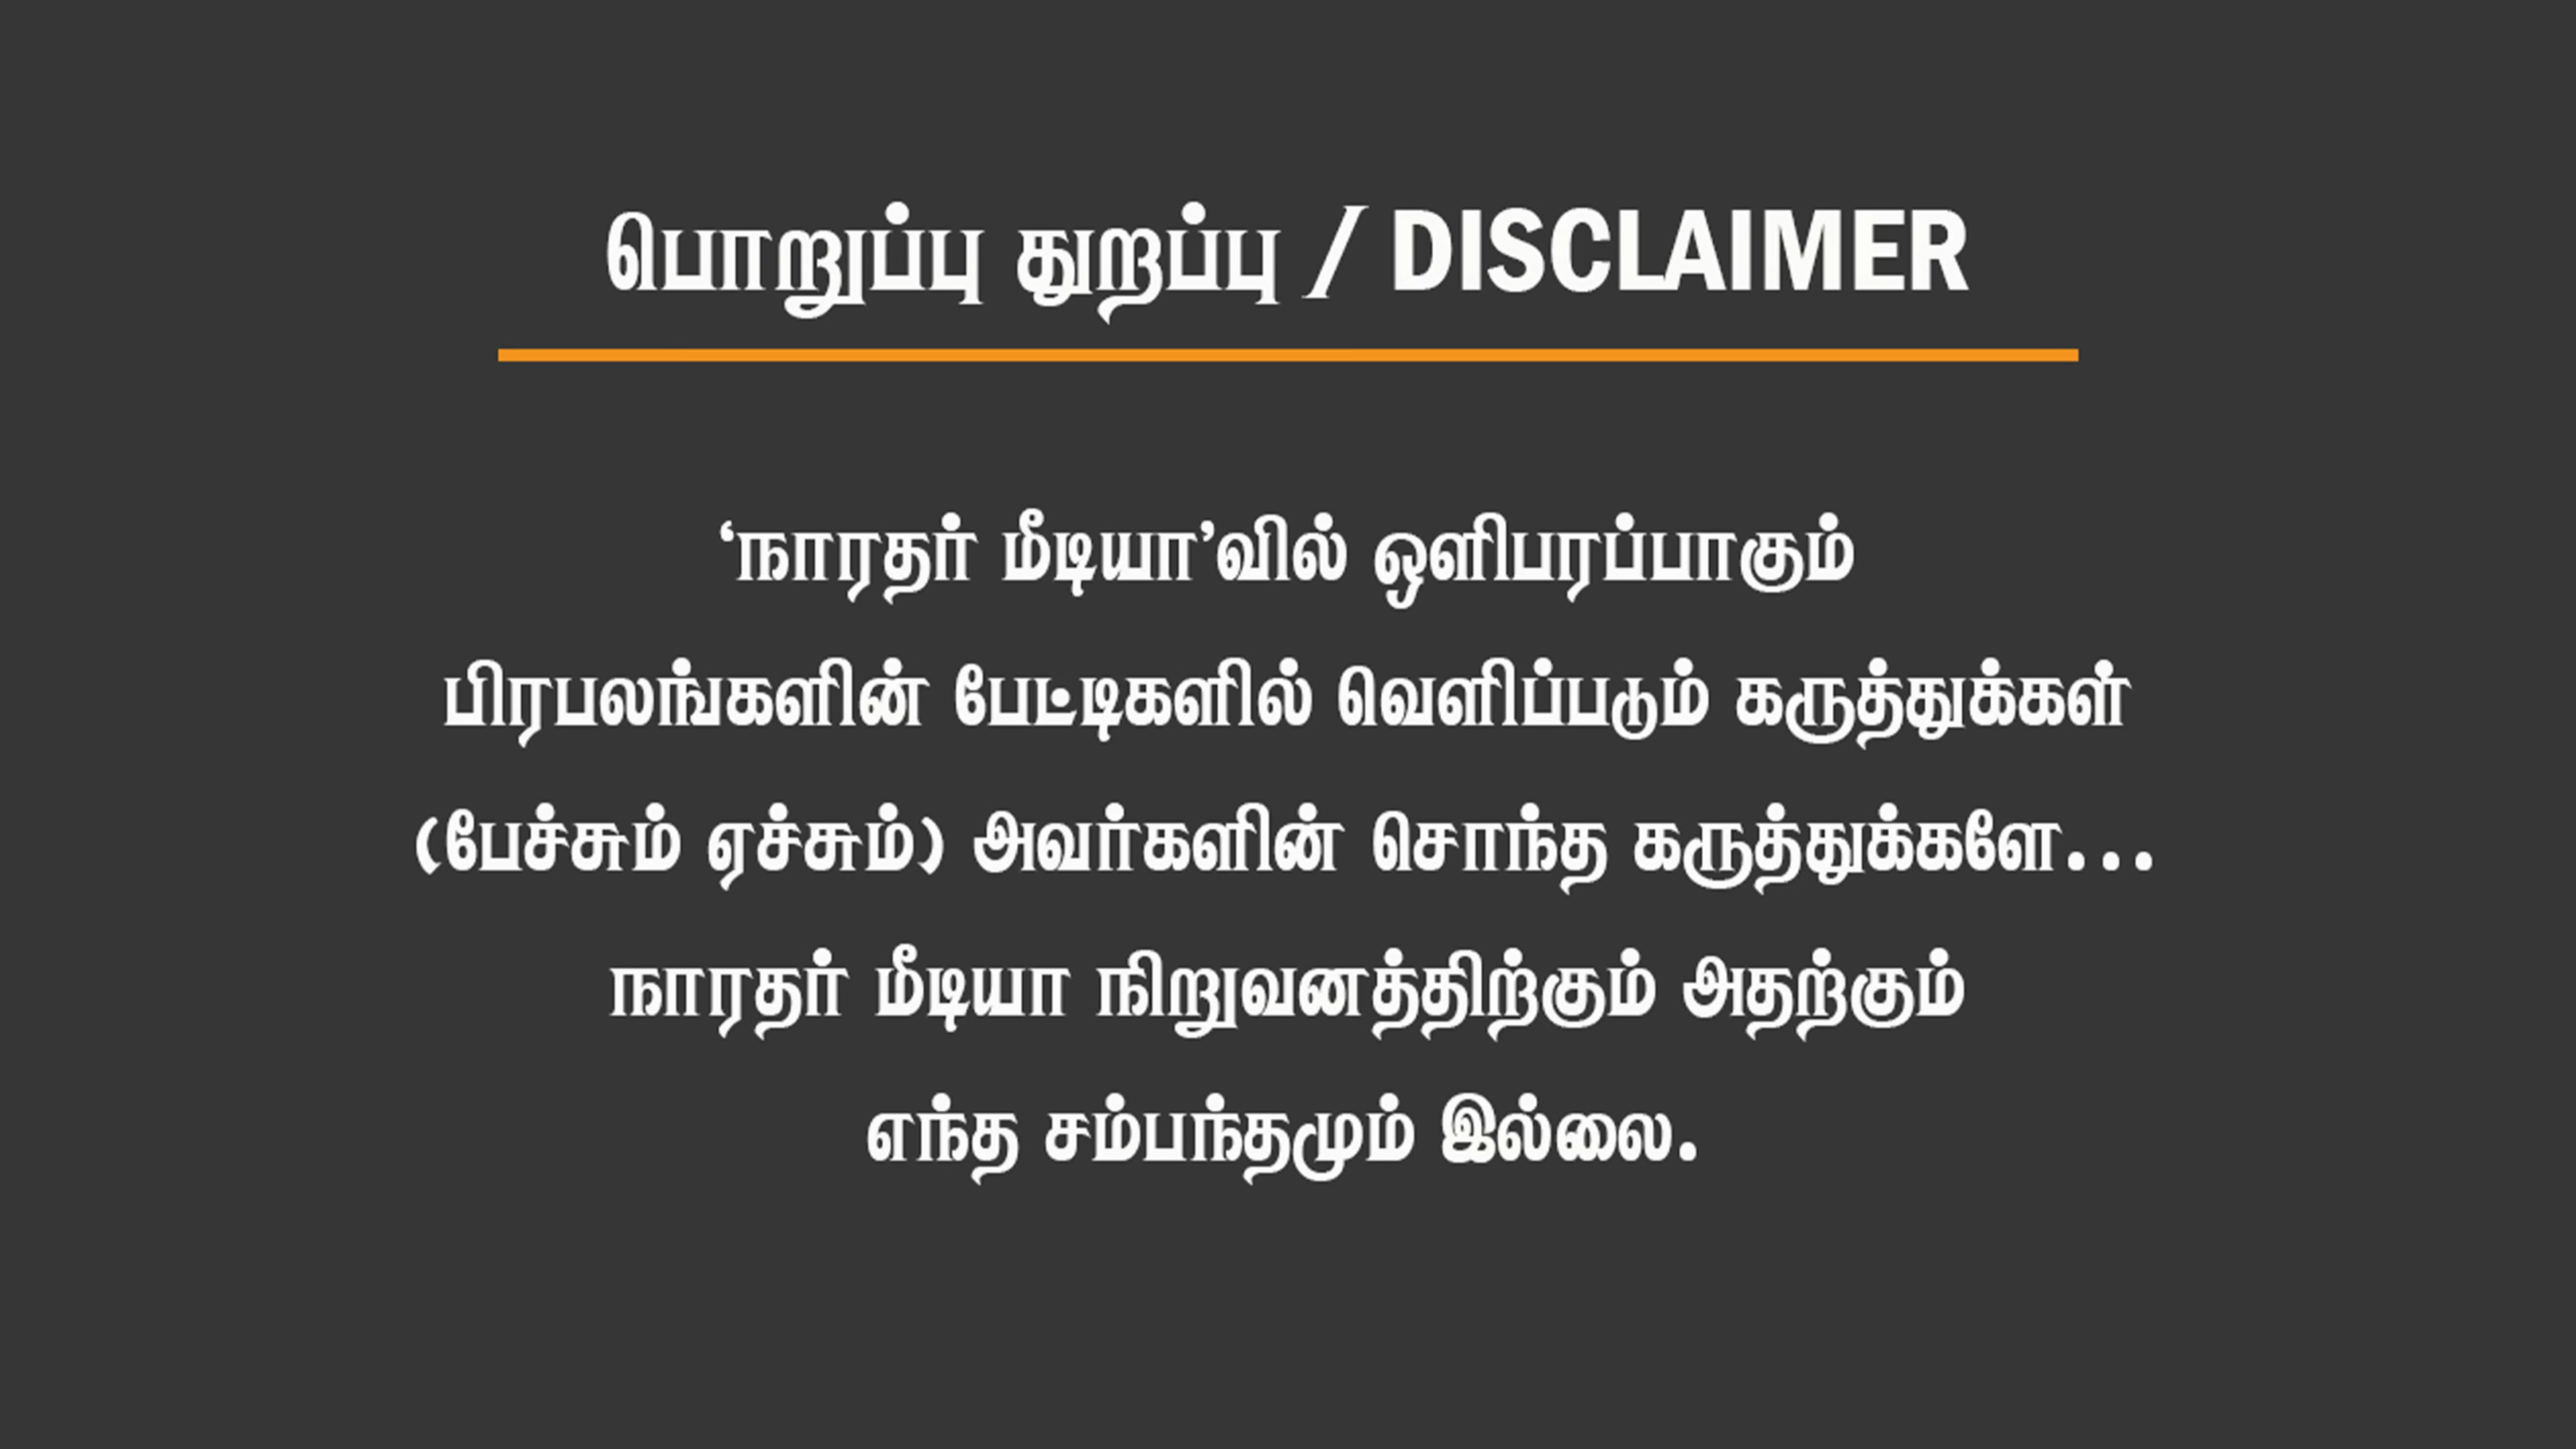 பொறுப்பு துறப்பு / DISCLAIMER
‘நாரதர் மீடியா’வில் ஒளிபரப்பாகும்
பிரபலங்களின் பேட்டிகளில் வெளிப்படும் கருத்துக்கள்
(பேச்சும் ஏச்சும்) அவர்களின் சொந்த கருத்துக்களே...
நாரதர் மீடியா நிறுவனத்திற்கும் அதற்கும்
எந்த சம்பந்தமும் இல்லை.